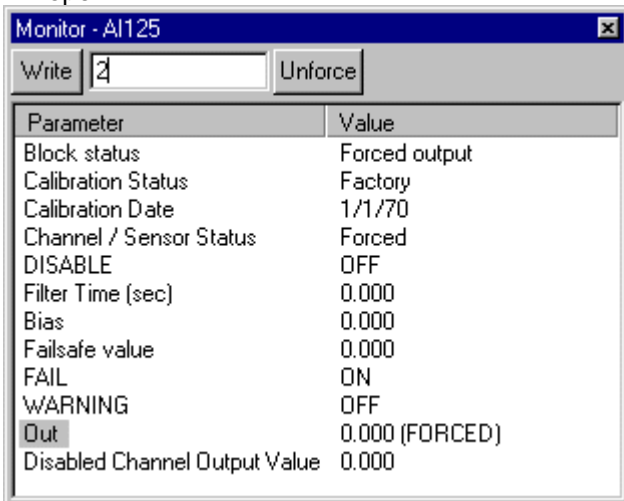 Monitor - AI125
Write 2 Unforce
Parameter Value
Block status Forced output
Calibration Status Factory
Calibration Date 1/1/70
Channel / Sensor Status Forced
DISABLE OFF
Filter Time (sec) 0.000
Bias 0.000
Failsafe value 0.000
FAIL ON
WARNING OFF
Out 0.000 (FORCED)
Disabled Channel Output Value 0.000